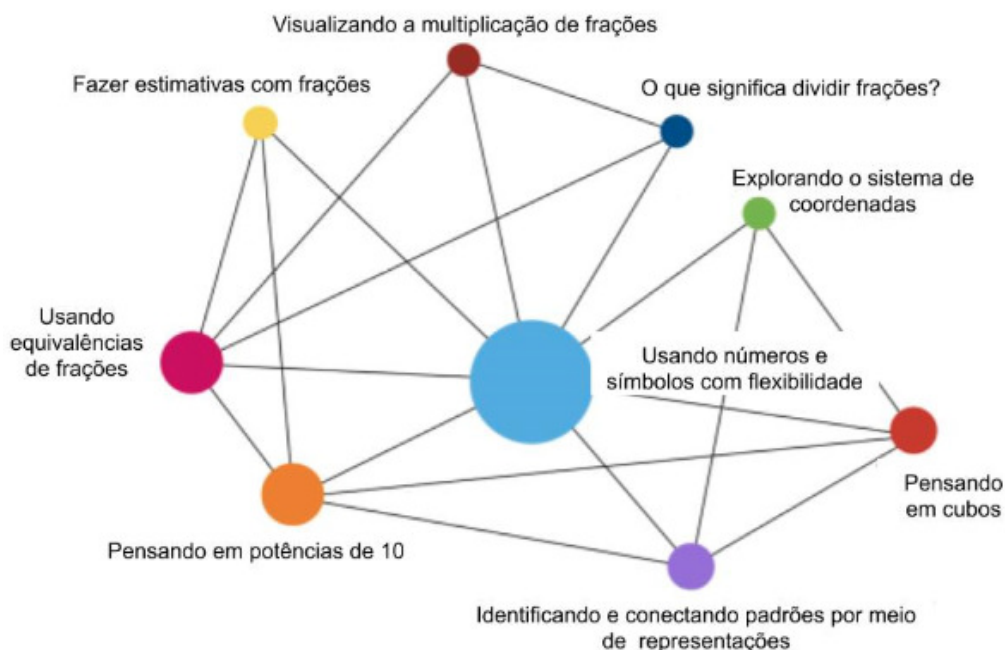 Visualizando a multiplicação de frações
Fazer estimativas com frações
O que significa dividir frações?
Explorando o sistema de
coordenadas
Usando
equivalências
de frações
Usando números e
símbolos com flexibilidade
Pensando
em cubos
Pensando em potências de 10
Identificando e conectando padrões por meio
de representações